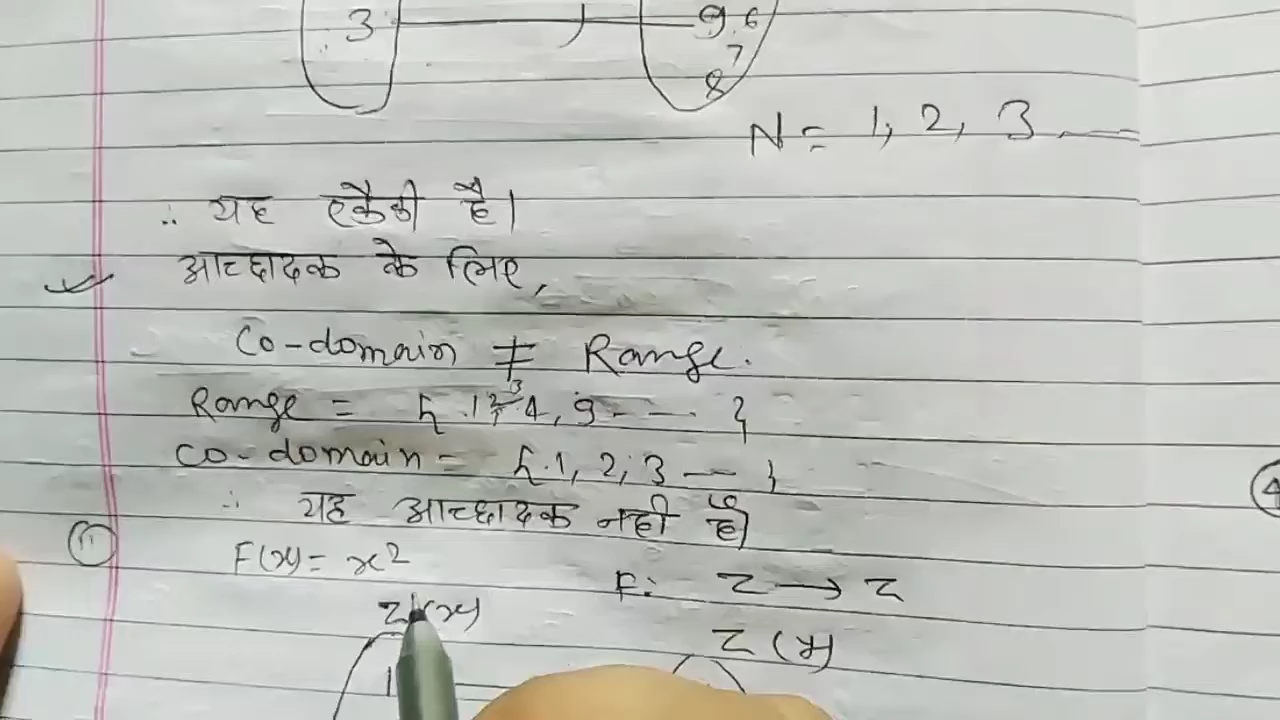 3 9 6
7
8
N = 1, 2, 3 ----
∴ यह एकैकी है।
आच्छादक के लिए,
Co-domain ≠ Range.
Range = { 1, 4, 9 - - - }
co-domain = { 1, 2, 3 --- }
∴ यह आच्छादक नहीं है।
F(x) = x²
F: Z → Z
Z (x) Z (y)
1
4